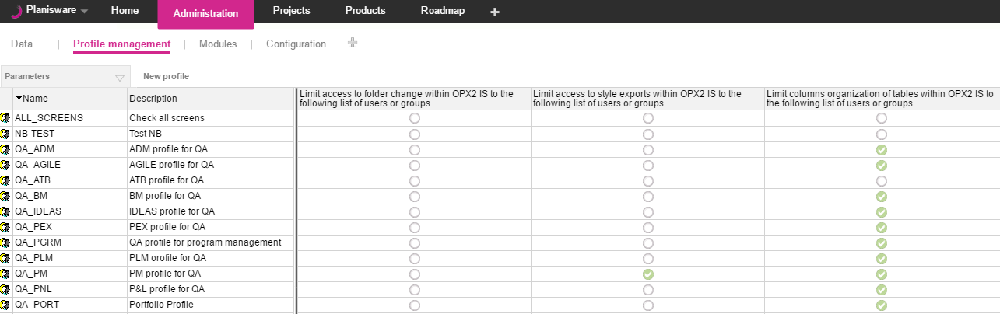 Planisware Home Administration Projects Products Roadmap
Data Profile management Modules Configuration
Parameters New profile
Name Description Limit access to folder change within OPX2 IS to the following list of users or groups Limit access to style exports within OPX2 IS to the following list of users or groups Limit columns organization of tables within OPX2 IS to the following list of users or groups
ALL_SCREENS Check all screens
NB-TEST Test NB
QA_ADM ADM profile for QA
QA_AGILE AGILE profile for QA
QA_ATB ATB profile for QA
QA_BM BM profile for QA
QA_IDEAS IDEAS profile for QA
QA_PEX PEX profile for QA
QA_PGRM QA profile for program management
QA_PLM PLM orofile for QA
QA_PM PM profile for QA
QA_PNL P&L profile for QA
QA_PORT Portfolio Profile